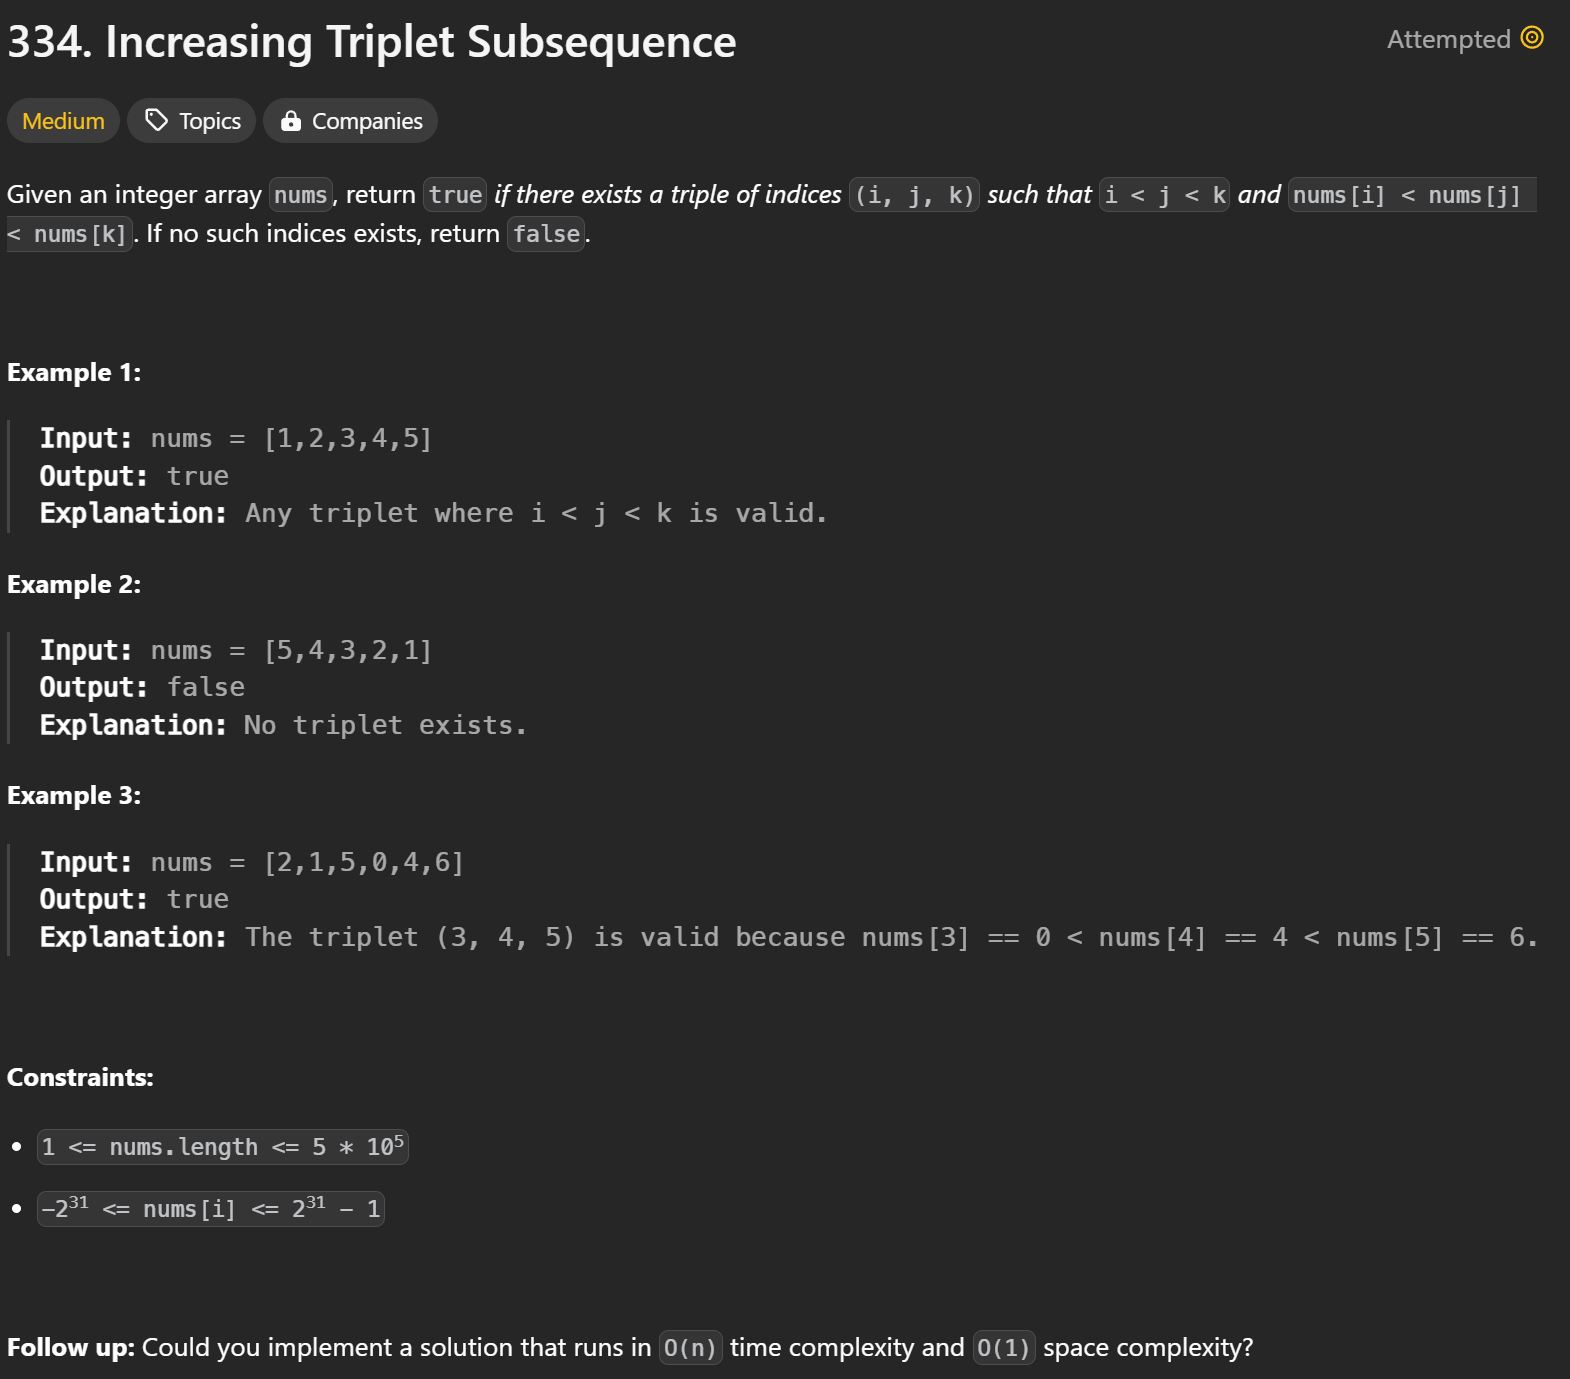 334. Increasing Triplet Subsequence
Attempted
Medium Topics Companies
Given an integer array nums, return true if there exists a triple of indices (i, j, k) such that i < j < k and nums[i] < nums[j]
< nums[k]. If no such indices exists, return false.
Example 1:
Input: nums = [1,2,3,4,5]
Output: true
Explanation: Any triplet where i < j < k is valid.
Example 2:
Input: nums = [5,4,3,2,1]
Output: false
Explanation: No triplet exists.
Example 3:
Input: nums = [2,1,5,0,4,6]
Output: true
Explanation: The triplet (3, 4, 5) is valid because nums[3] == 0 < nums[4] == 4 < nums[5] == 6.
Constraints:
• 1 <= nums.length <= 5 * 10⁵
• −2³¹ <= nums[i] <= 2³¹ − 1
Follow up: Could you implement a solution that runs in O(n) time complexity and O(1) space complexity?